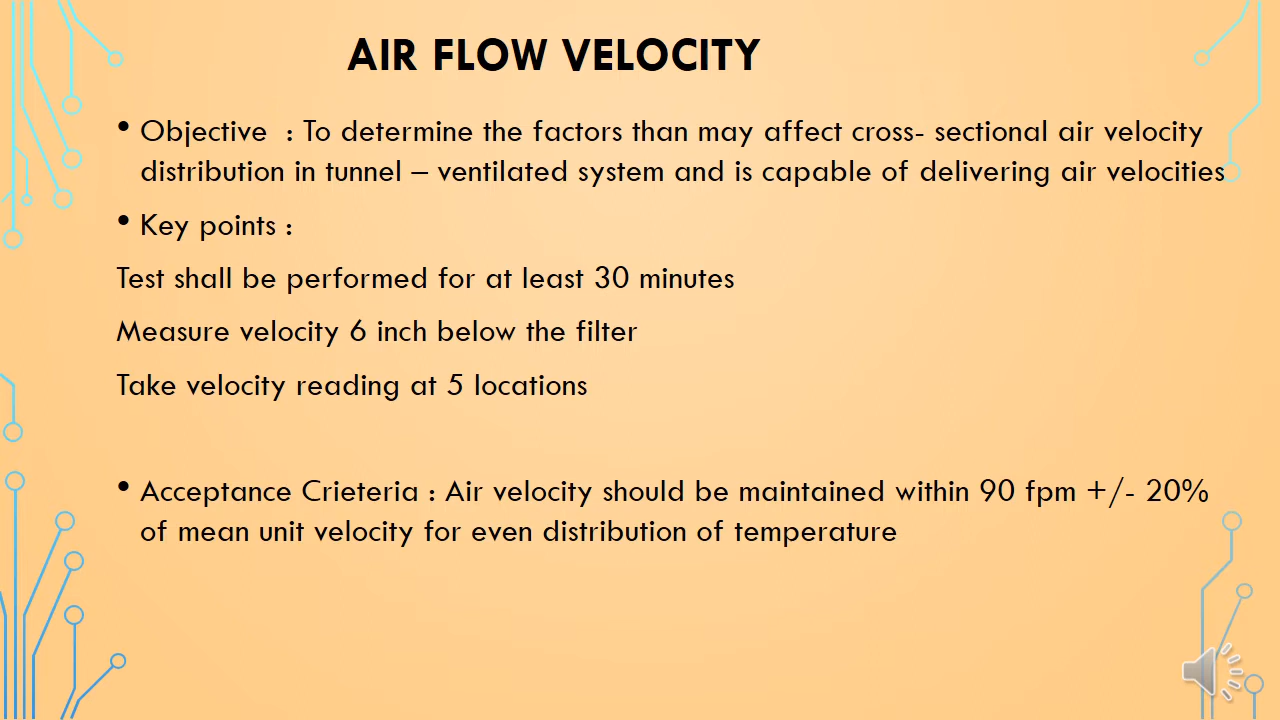 AIR FLOW VELOCITY
• Objective  : To determine the factors than may affect cross- sectional air velocity
distribution in tunnel – ventilated system and is capable of delivering air velocities
• Key points :
Test shall be performed for at least 30 minutes
Measure velocity 6 inch below the filter
Take velocity reading at 5 locations
• Acceptance Crieteria : Air velocity should be maintained within 90 fpm +/- 20%
of mean unit velocity for even distribution of temperature